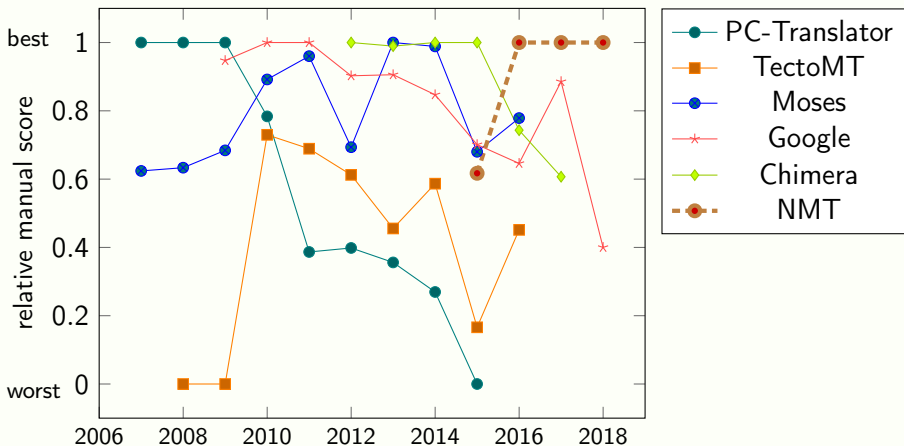 best
1
0.8
0.6
0.4
0.2
0
worst
relative manual score
2006 2008 2010 2012 2014 2016 2018
PC-Translator
TectoMT
Moses
Google
Chimera
NMT